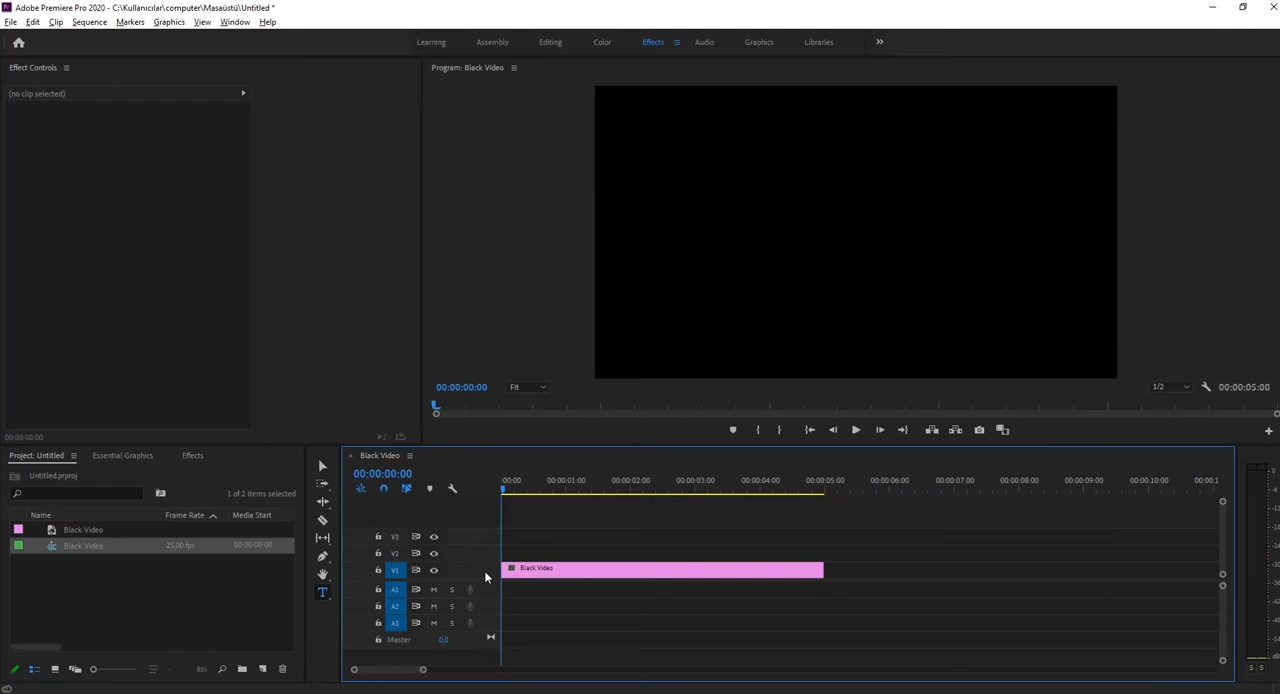 Adobe Premiere Pro 2020 - C:\Kullanıcılar\computer\Masaüstü\Untitled *
File Edit Clip Sequence Markers Graphics View Window Help
Learning Assembly Editing Color Effects Audio Graphics Libraries
Effect Controls
Program: Black Video
(no clip selected)
00:00:00:00 Fit 1/2 00:00:05:00
00:00:00:00
Project: Untitled Essential Graphics Effects
Black Video
Untitled.prproj
00:00:00:00
:00:00 00:00:01:00 00:00:02:00 00:00:03:00 00:00:04:00 00:00:05:00 00:00:06:00 00:00:07:00 00:00:08:00 00:00:09:00 00:00:10:00 00:00:1
1 of 2 items selected
Name Frame Rate Media Start
Black Video
Black Video 25,00 fps 00:00:00:00
V3
V2
V1 Black Video
A1 M S
A2 M S
A3 M S
Master 0,0
T
S S